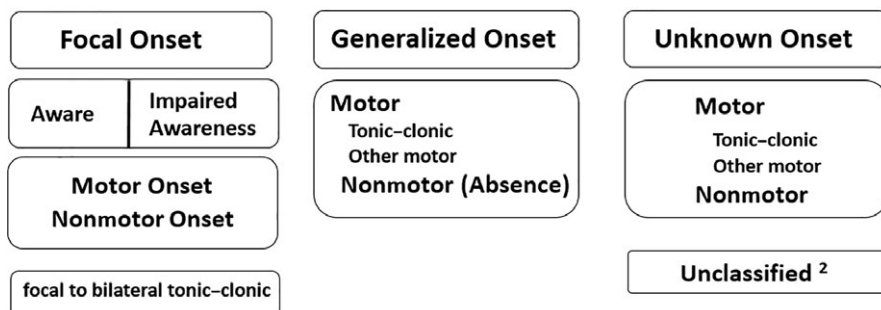 Focal Onset
Aware
Impaired
Awareness
Motor Onset
Nonmotor Onset
focal to bilateral tonic–clonic
Generalized Onset
Motor
Tonic–clonic
Other motor
Nonmotor (Absence)
Unknown Onset
Motor
Tonic–clonic
Other motor
Nonmotor
Unclassified ²